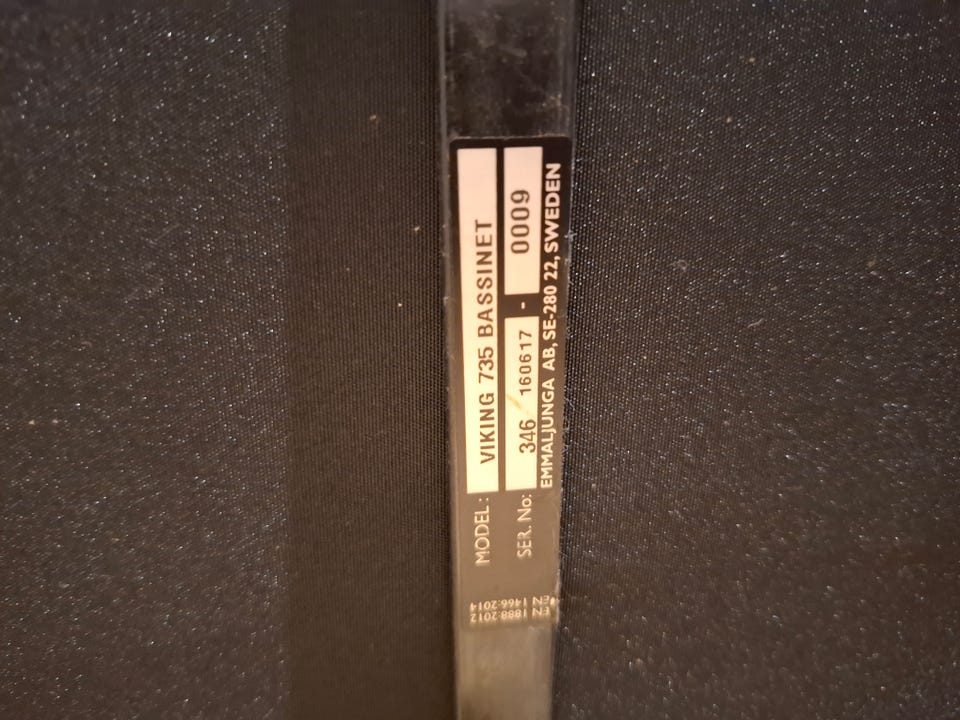 MODEL: VIKING 735 BASSINET
SER. No: 346 / 160617 - 0009
EMMALJUNGA AB, SE-280 22, SWEDEN
EN 1888:2012
EN 1466:2014